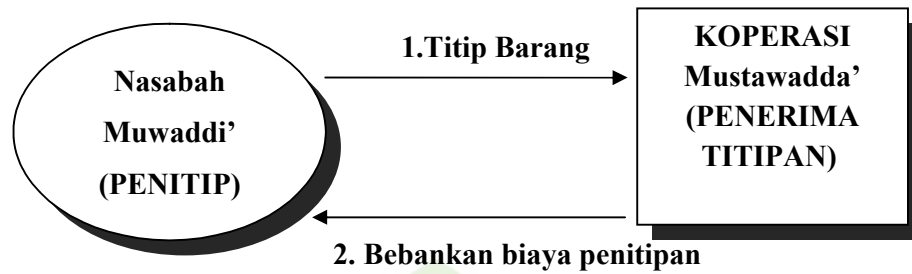 Nasabah
Muwaddi’
(PENITIP)
1.Titip Barang
KOPERASI
Mustawadda’
(PENERIMA
TITIPAN)
2. Bebankan biaya penitipan